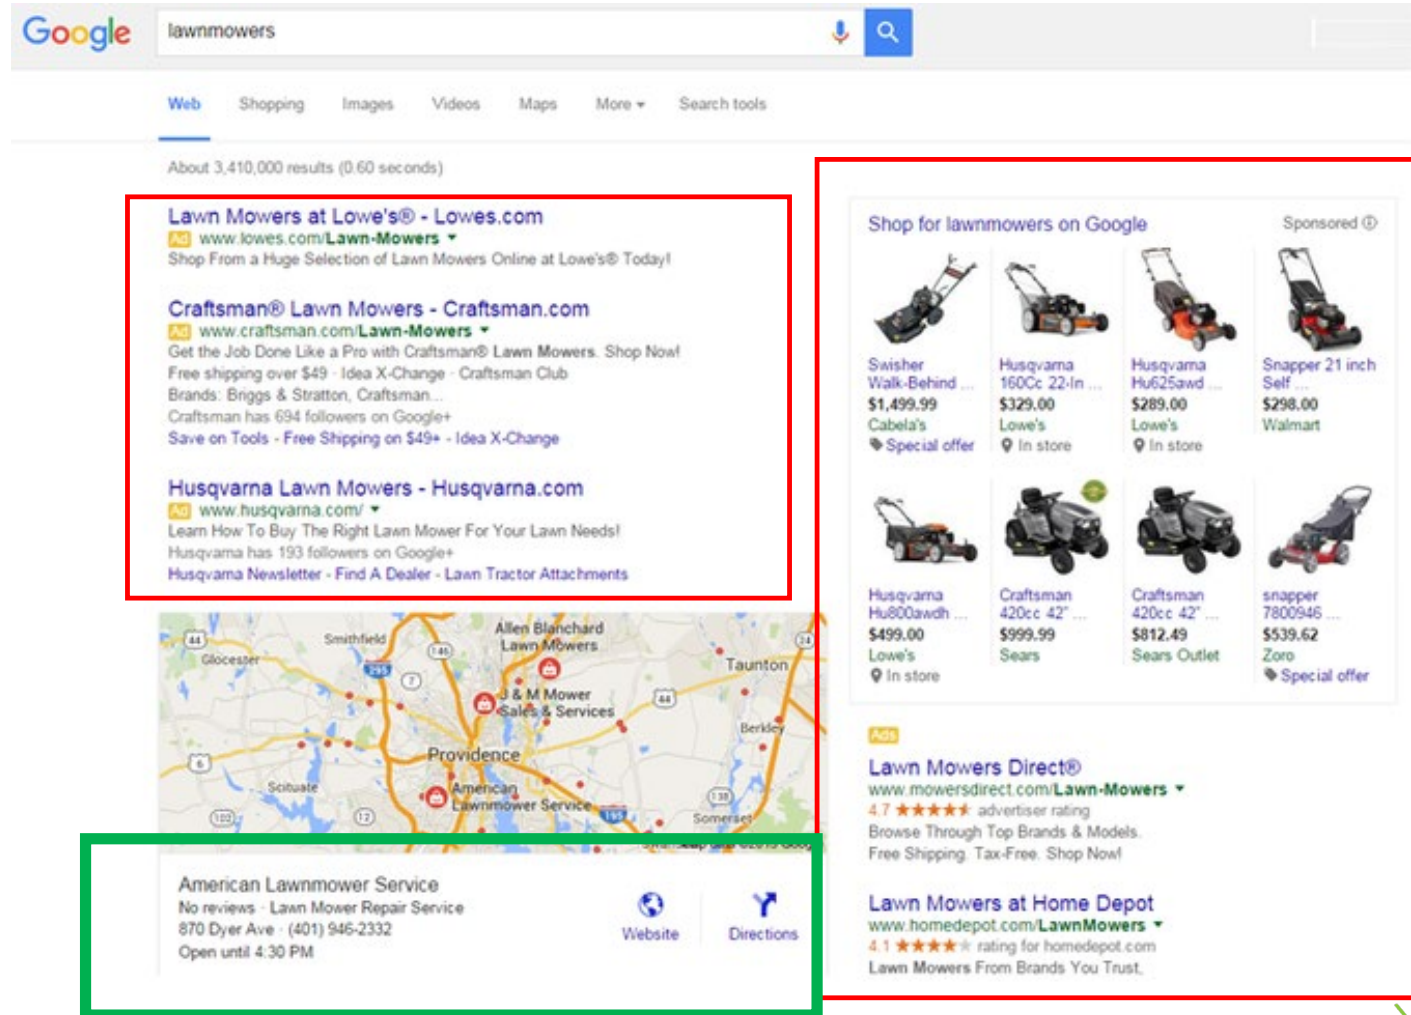 Google
lawnmowers
Web Shopping Images Videos Maps More Search tools
About 3,410,000 results (0.60 seconds)
Lawn Mowers at Lowe's® - Lowes.com
Ad www.lowes.com/Lawn-Mowers
Shop From a Huge Selection of Lawn Mowers Online at Lowe's® Today!
Craftsman® Lawn Mowers - Craftsman.com
Ad www.craftsman.com/Lawn-Mowers
Get the Job Done Like a Pro with Craftsman® Lawn Mowers. Shop Now!
Free shipping over $49 · Idea X-Change · Craftsman Club
Brands: Briggs & Stratton, Craftsman...
Craftsman has 694 followers on Google+
Save on Tools - Free Shipping on $49+ - Idea X-Change
Husqvarna Lawn Mowers - Husqvarna.com
Ad www.husqvarna.com/
Learn How To Buy The Right Lawn Mower For Your Lawn Needs!
Husqvarna has 193 followers on Google+
Husqvarna Newsletter - Find A Dealer - Lawn Tractor Attachments
44
Smithfield
Glocester
146
295
7
Allen Blanchard
Lawn Mowers
24
Taunton
J & M Mower
Sales & Services
44
Berkley
6
Providence
Scituate
American
Lawnmower Service
138
102
12
195
Somerset
American Lawnmower Service
No reviews · Lawn Mower Repair Service
870 Dyer Ave · (401) 946-2332
Open until 4:30 PM
Website
Directions
Shop for lawnmowers on Google
Sponsored
Swisher
Walk-Behind ...
$1,499.99
Cabela's
Special offer
Husqvarna
160Cc 22-In ...
$329.00
Lowe's
In store
Husqvarna
Hu625awd ...
$289.00
Lowe's
In store
Snapper 21 inch
Self ...
$298.00
Walmart
Husqvarna
Hu800awdh ...
$499.00
Lowe's
In store
Craftsman
420cc 42" ...
$999.99
Sears
Craftsman
420cc 42" ...
$812.49
Sears Outlet
snapper
7800946 ...
$539.62
Zoro
Special offer
Ads
Lawn Mowers Direct®
www.mowersdirect.com/Lawn-Mowers
4.7 advertiser rating
Browse Through Top Brands & Models.
Free Shipping. Tax-Free. Shop Now!
Lawn Mowers at Home Depot
www.homedepot.com/LawnMowers
4.1 rating for homedepot.com
Lawn Mowers From Brands You Trust,